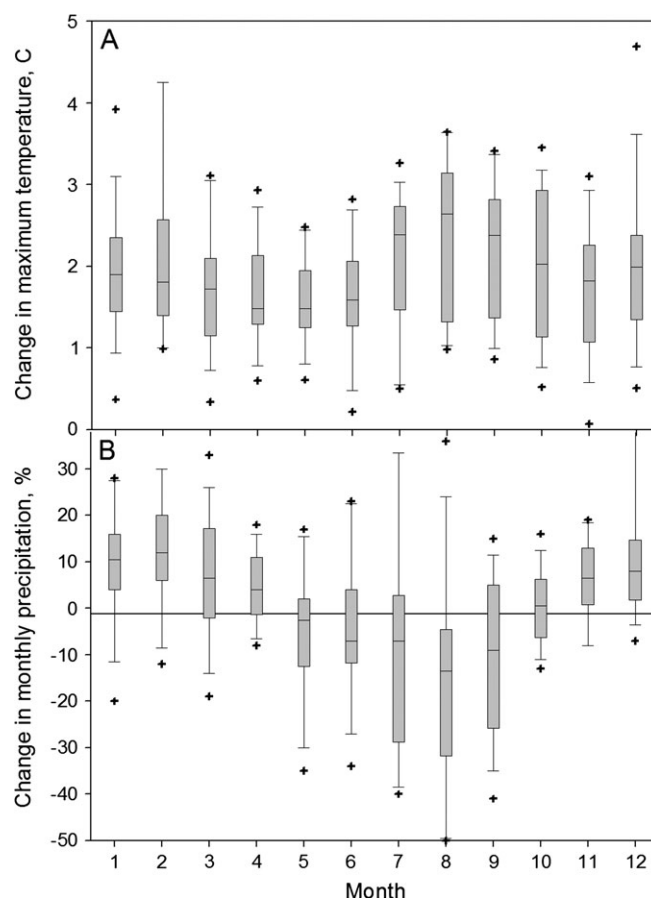 A
Change in maximum temperature, C
5
4
3
2
1
0
B
Change in monthly precipitation, %
30
20
10
0
-10
-20
-30
-40
-50
1 2 3 4 5 6 7 8 9 10 11 12
Month